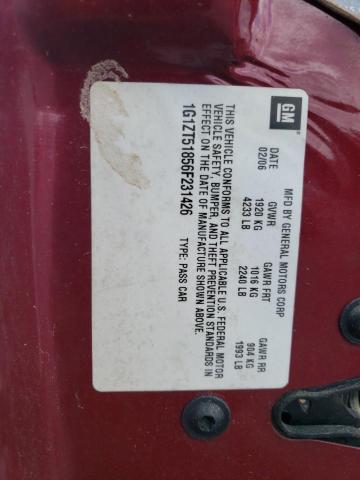 GM
MFD BY GENERAL MOTORS CORP
DATE GVWR GAWR FRT GAWR RR
02/06 1920 KG 1016 KG 904 KG
4233 LB 2240 LB 1993 LB
THIS VEHICLE CONFORMS TO ALL APPLICABLE U.S. FEDERAL MOTOR
VEHICLE SAFETY, BUMPER, AND THEFT PREVENTION STANDARDS IN
EFFECT ON THE DATE OF MANUFACTURE SHOWN ABOVE.
1G1ZT51856F231426 TYPE: PASS CAR